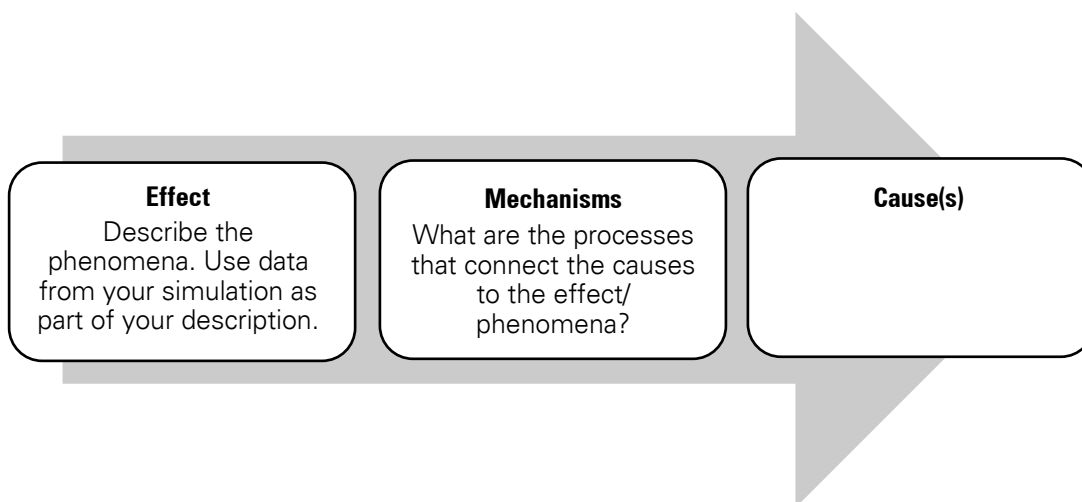 Effect
Describe the
phenomena. Use data
from your simulation as
part of your description.
Mechanisms
What are the processes
that connect the causes
to the effect/
phenomena?
Cause(s)